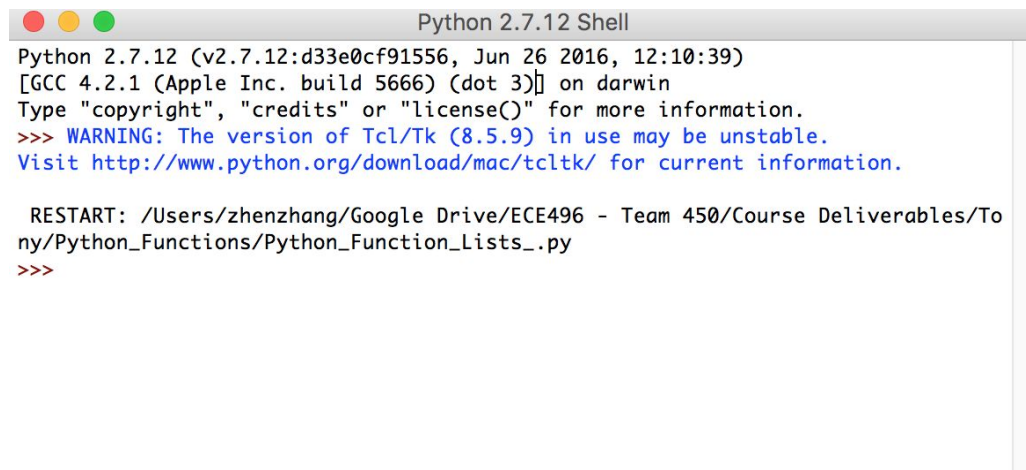 Python 2.7.12 Shell
Python 2.7.12 (v2.7.12:d33e0cf91556, Jun 26 2016, 12:10:39)
[GCC 4.2.1 (Apple Inc. build 5666) (dot 3)] on darwin
Type "copyright", "credits" or "license()" for more information.
>>> WARNING: The version of Tcl/Tk (8.5.9) in use may be unstable.
Visit http://www.python.org/download/mac/tcltk/ for current information.
RESTART: /Users/zhenzhang/Google Drive/ECE496 - Team 450/Course Deliverables/To
ny/Python_Functions/Python_Function_Lists_.py
>>>